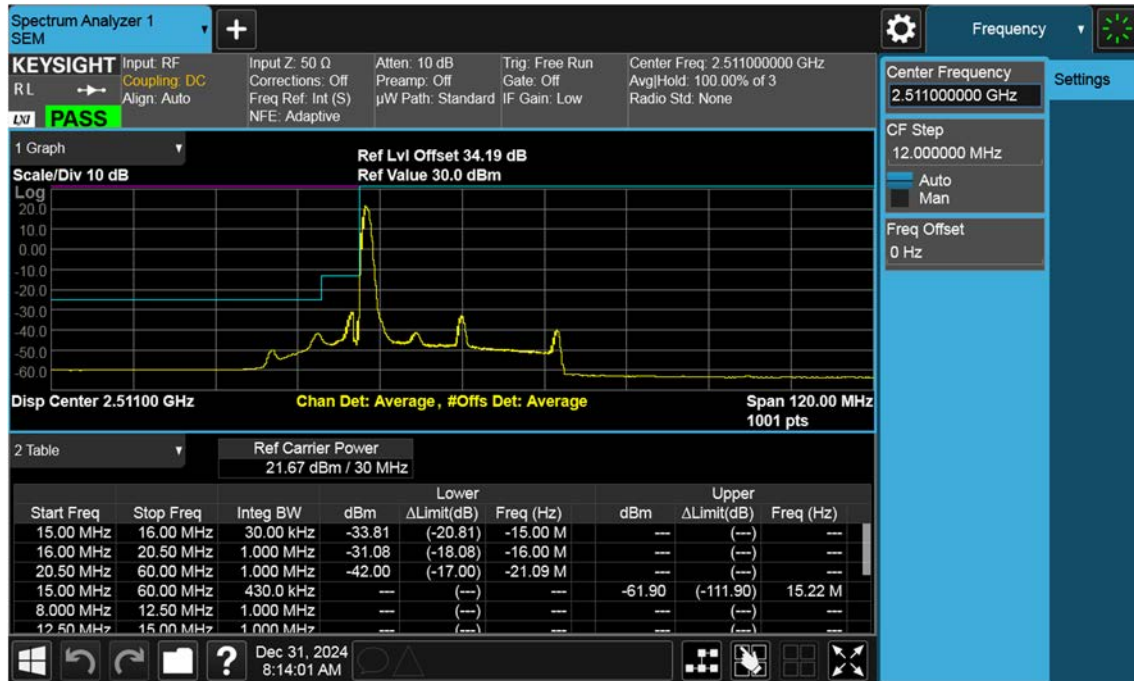 Spectrum Analyzer 1
SEM
Frequency
KEYSIGHT
RL
LXI PASS
Input: RF
Coupling: DC
Align: Auto
Input Z: 50 Ω
Corrections: Off
Freq Ref: Int (S)
NFE: Adaptive
Atten: 10 dB
Preamp: Off
µW Path: Standard
Trig: Free Run
Gate: Off
IF Gain: Low
Center Freq: 2.511000000 GHz
Avg|Hold: 100.00% of 3
Radio Std: None
Center Frequency
2.511000000 GHz
Settings
CF Step
12.000000 MHz
Auto
Man
Freq Offset
0 Hz
1 Graph
Scale/Div 10 dB
Ref Lvl Offset 34.19 dB
Ref Value 30.0 dBm
Log
20.0
10.0
0.00
-10.0
-20.0
-30.0
-40.0
-50.0
-60.0
Disp Center 2.51100 GHz
Chan Det: Average, #Offs Det: Average
Span 120.00 MHz
1001 pts
2 Table
Ref Carrier Power
21.67 dBm / 30 MHz
Lower Upper
Start Freq Stop Freq Integ BW dBm ΔLimit(dB) Freq (Hz) dBm ΔLimit(dB) Freq (Hz)
15.00 MHz 16.00 MHz 30.00 kHz -33.81 (-20.81) -15.00 M --- (---) ---
16.00 MHz 20.50 MHz 1.000 MHz -31.08 (-18.08) -16.00 M --- (---) ---
20.50 MHz 60.00 MHz 1.000 MHz -42.00 (-17.00) -21.09 M --- (---) ---
15.00 MHz 60.00 MHz 430.0 kHz --- (---) --- -61.90 (-111.90) 15.22 M
8.000 MHz 12.50 MHz 1.000 MHz --- (---) --- --- (---) ---
12.50 MHz 15.00 MHz 1.000 MHz --- (---) --- --- (---) ---
?
Dec 31, 2024
8:14:01 AM